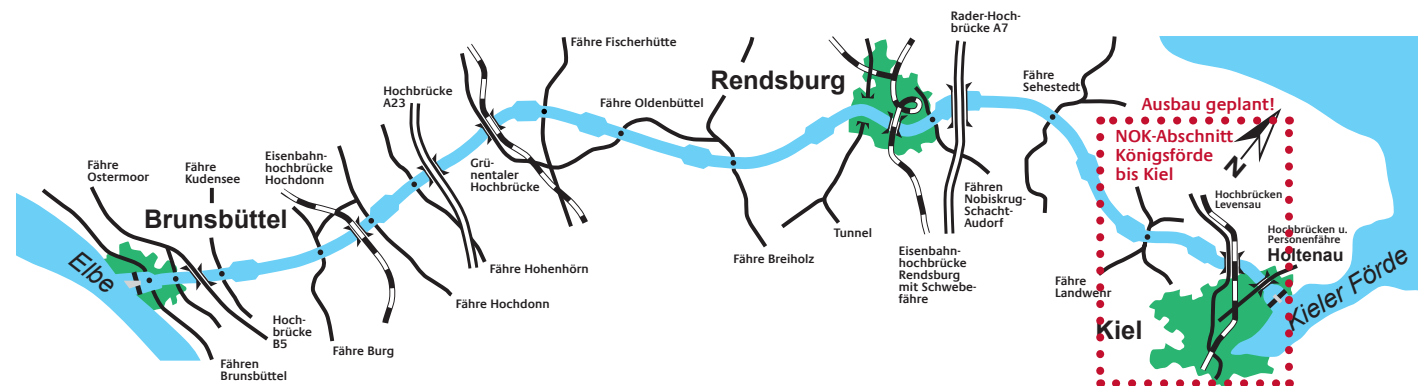 Fähre
Ostermoor
Fähre
Kudensee
Eisenbahn-
hochbrücke
Hochdonn
Brunsbüttel
Elbe
Fähren
Brunsbüttel
Hoch-
brücke
B5
Fähre Burg
Fähre Hochdonn
Fähre Hohenhörn
Hochbrücke
A23
Grü-
nentaler
Hochbrücke
Fähre Fischerhütte
Fähre Oldenbüttel
Fähre Breiholz
Rendsburg
Tunnel
Eisenbahn-
hochbrücke
Rendsburg
mit Schwebe-
fähre
Rader-Hoch-
brücke A7
Fähren
Nobiskrug-
Schacht-
Audorf
Fähre
Sehestedt
Ausbau geplant!
NOK-Abschnitt
Königsförde
bis Kiel
N
Hochbrücken
Levensau
Hochbrücken u.
Personenfähre
Holtenau
Fähre
Landwehr
Kiel
Kieler Förde